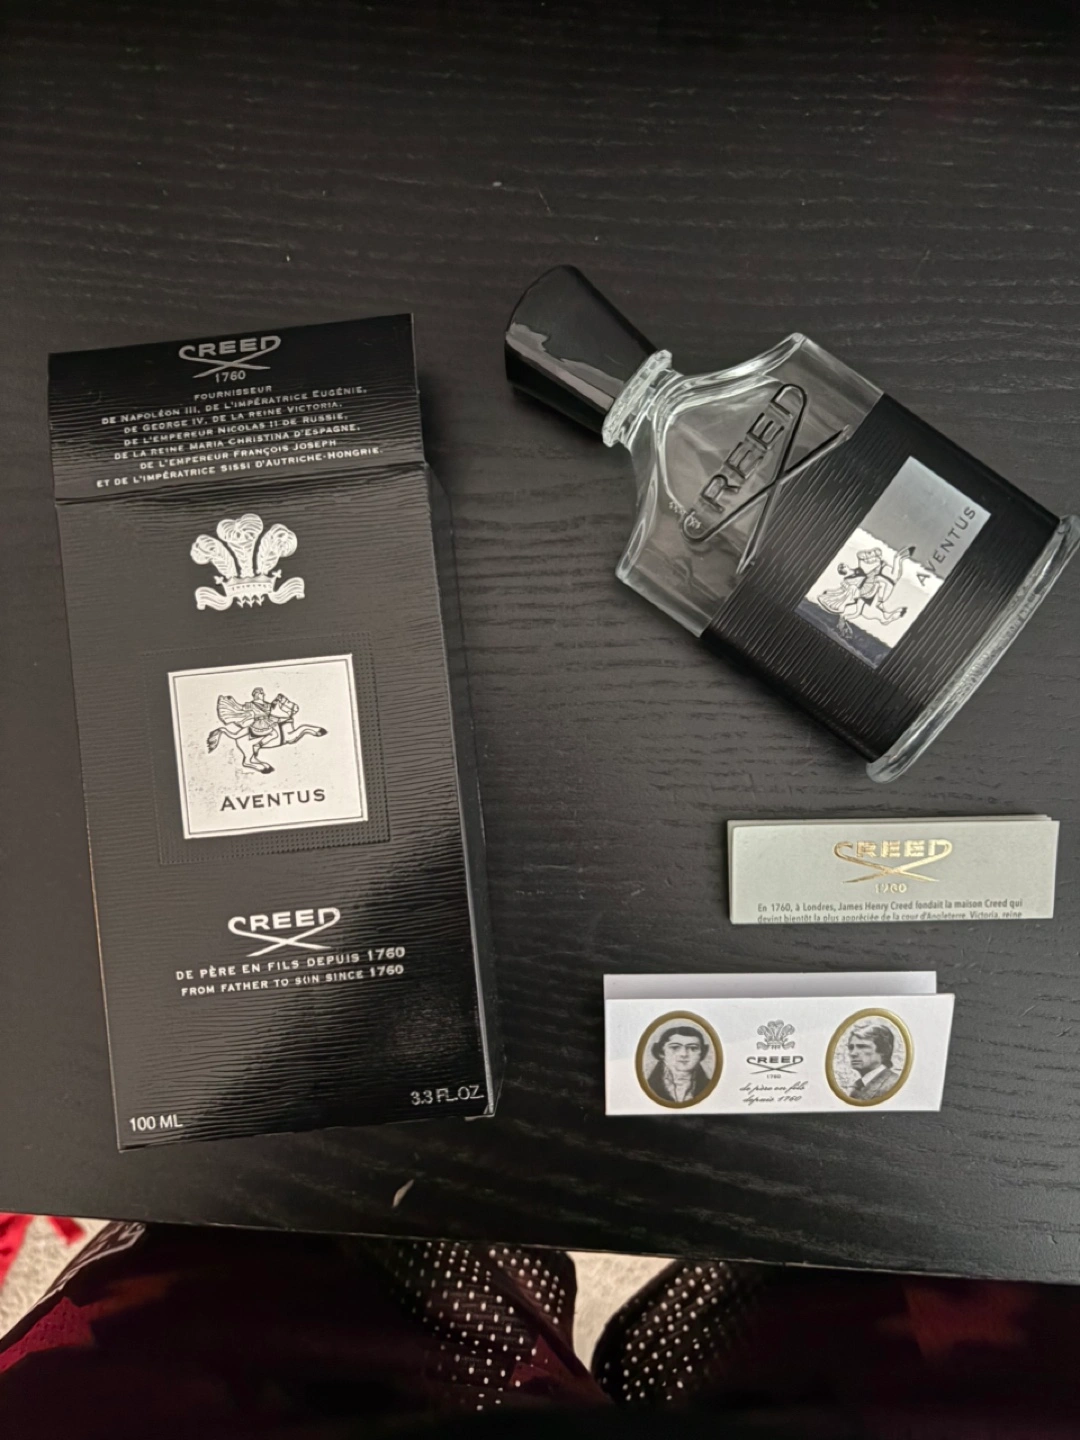 CREED
1760
FOURNISSEUR
DE NAPOLÉON III, DE L'IMPÉRATRICE EUGÉNIE,
DE GEORGE IV, DE LA REINE VICTORIA,
DE L'EMPEREUR NICOLAS II DE RUSSIE,
DE LA REINE MARIA CHRISTINA D'ESPAGNE,
DE L'EMPEREUR FRANÇOIS JOSEPH
ET DE L'IMPÉRATRICE SISSI D'AUTRICHE-HONGRIE.
AVENTUS
CREED
DE PÈRE EN FILS DEPUIS 1760
FROM FATHER TO SON SINCE 1760
100 ML
3.3 FL.OZ.
CREED
AVENTUS
CREED
1760
En 1760, à Londres, James Henry Creed fondait la maison Creed qui
devint bientôt la plus appréciée de la cour d'Angleterre. Victoria, reine
CREED
1760
de père en fils
depuis 1760